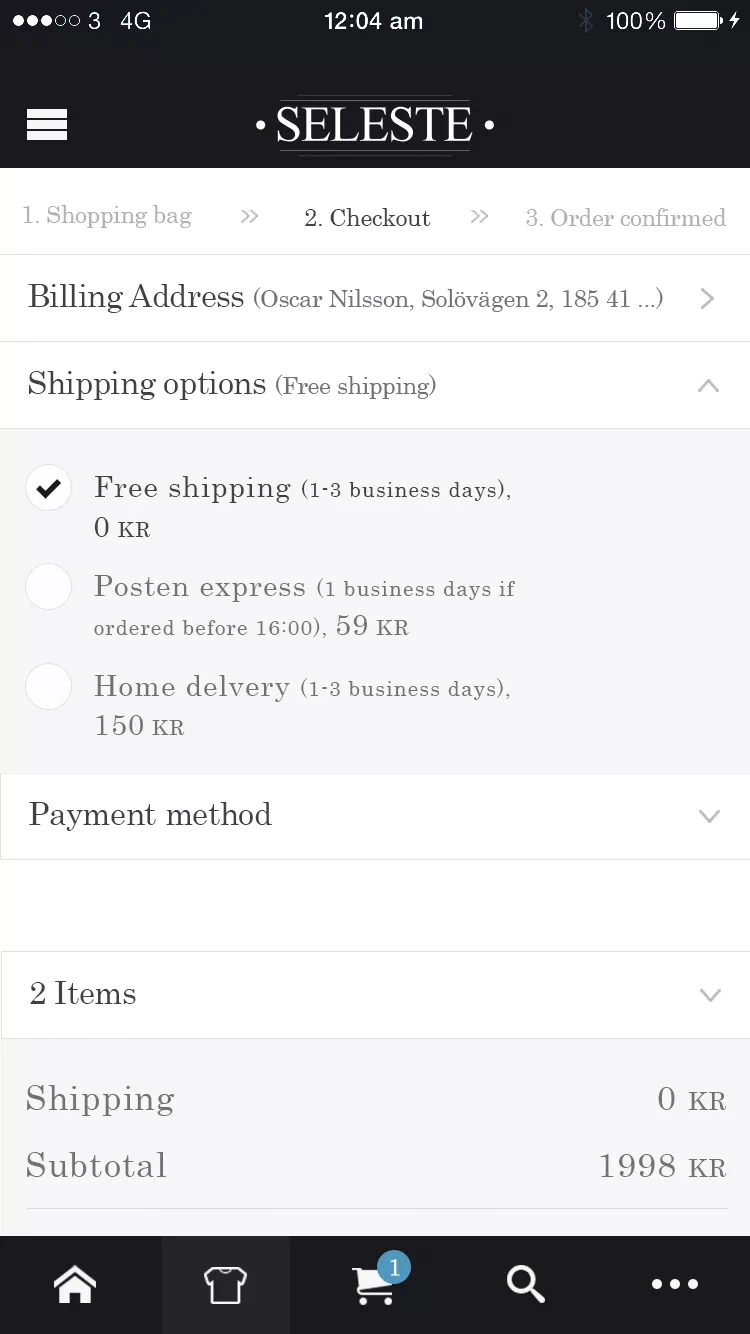 3 4G 12:04 am 100%
• SELESTE •
1. Shopping bag » 2. Checkout » 3. Order confirmed
Billing Address (Oscar Nilsson, Solövägen 2, 185 41 ...)
Shipping options (Free shipping)
Free shipping (1-3 business days),
0 KR
Posten express (1 business days if
ordered before 16:00), 59 KR
Home delvery (1-3 business days),
150 KR
Payment method
2 Items
Shipping 0 KR
Subtotal 1998 KR
1